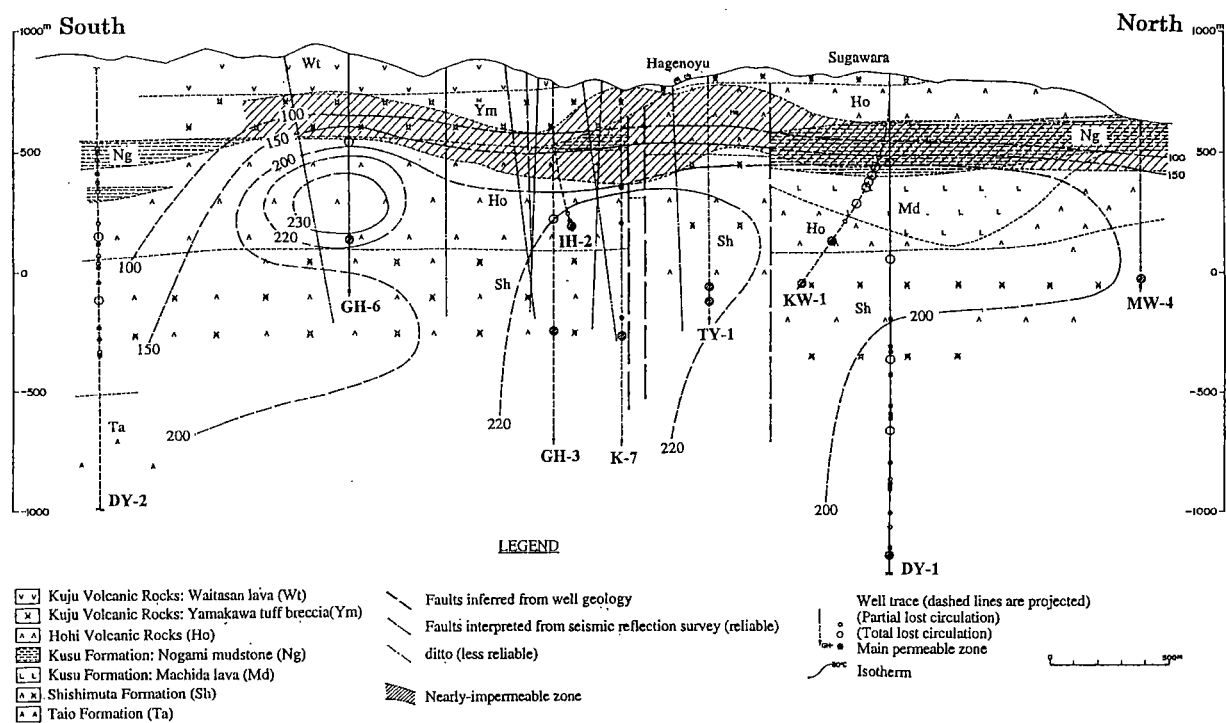 1000m South
North 1000m
Hagenoyu
Sugawara
Wt
Ho
Ym
100
150
200
Ng
500
Ng
500
100
150
230
220
Ho
Md
IH-2
Ho
Sh
0
100
Sh
0
GH-6
KW-1
MW-4
Sh
TY-1
200
150
-500
-500
200
220
220
Ta
GH-3
K-7
DY-2
200
-1000
-1000
DY-1
LEGEND
Kuju Volcanic Rocks: Waitasan lava (Wt)
Kuju Volcanic Rocks: Yamakawa tuff breccia(Ym)
Hohi Volcanic Rocks (Ho)
Kusu Formation: Nogami mudstone (Ng)
Kusu Formation: Machida lava (Md)
Shishimuta Formation (Sh)
Taio Formation (Ta)
Faults inferred from well geology
Faults interpreted from seismic reflection survey (reliable)
ditto (less reliable)
Nearly-impermeable zone
Well trace (dashed lines are projected)
(Partial lost circulation)
(Total lost circulation)
Main permeable zone
Isotherm
0 500m